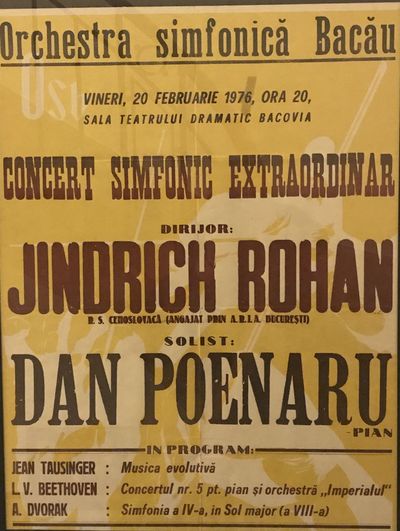 Orchestra simfonică Bacău
VINERI, 20 FEBRUARIE 1976, ORA 20,
SALA TEATRULUI DRAMATIC BACOVIA
CONCERT SIMFONIC EXTRAORDINAR
DIRIJOR:
JINDRICH ROHAN
R. S. CEHOSLOVACĂ (ANGAJAT PRIN A.R.I.A. BUCUREȘTI)
SOLIST:
DAN POENARU
-PIAN
IN PROGRAM:
JEAN TAUSINGER : Musica evolutivă
L. V. BEETHOVEN : Concertul nr. 5 pt. pian și orchestră „Imperialul"
A. DVORAK : Simfonia a IV-a, in Sol major (a VIII-a)